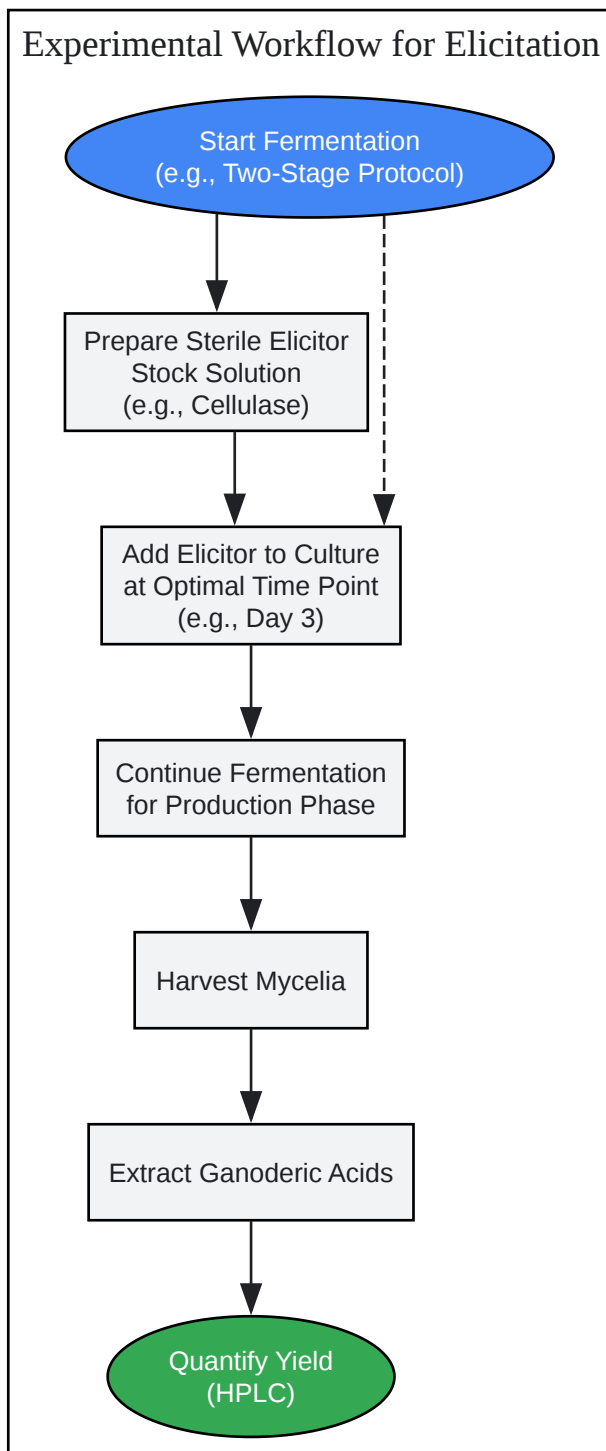 Experimental Workflow for Elicitation
Start Fermentation
(e.g., Two-Stage Protocol)
Prepare Sterile Elicitor
Stock Solution
(e.g., Cellulase)
Add Elicitor to Culture
at Optimal Time Point
(e.g., Day 3)
Continue Fermentation
for Production Phase
Harvest Mycelia
Extract Ganoderic Acids
Quantify Yield
(HPLC)